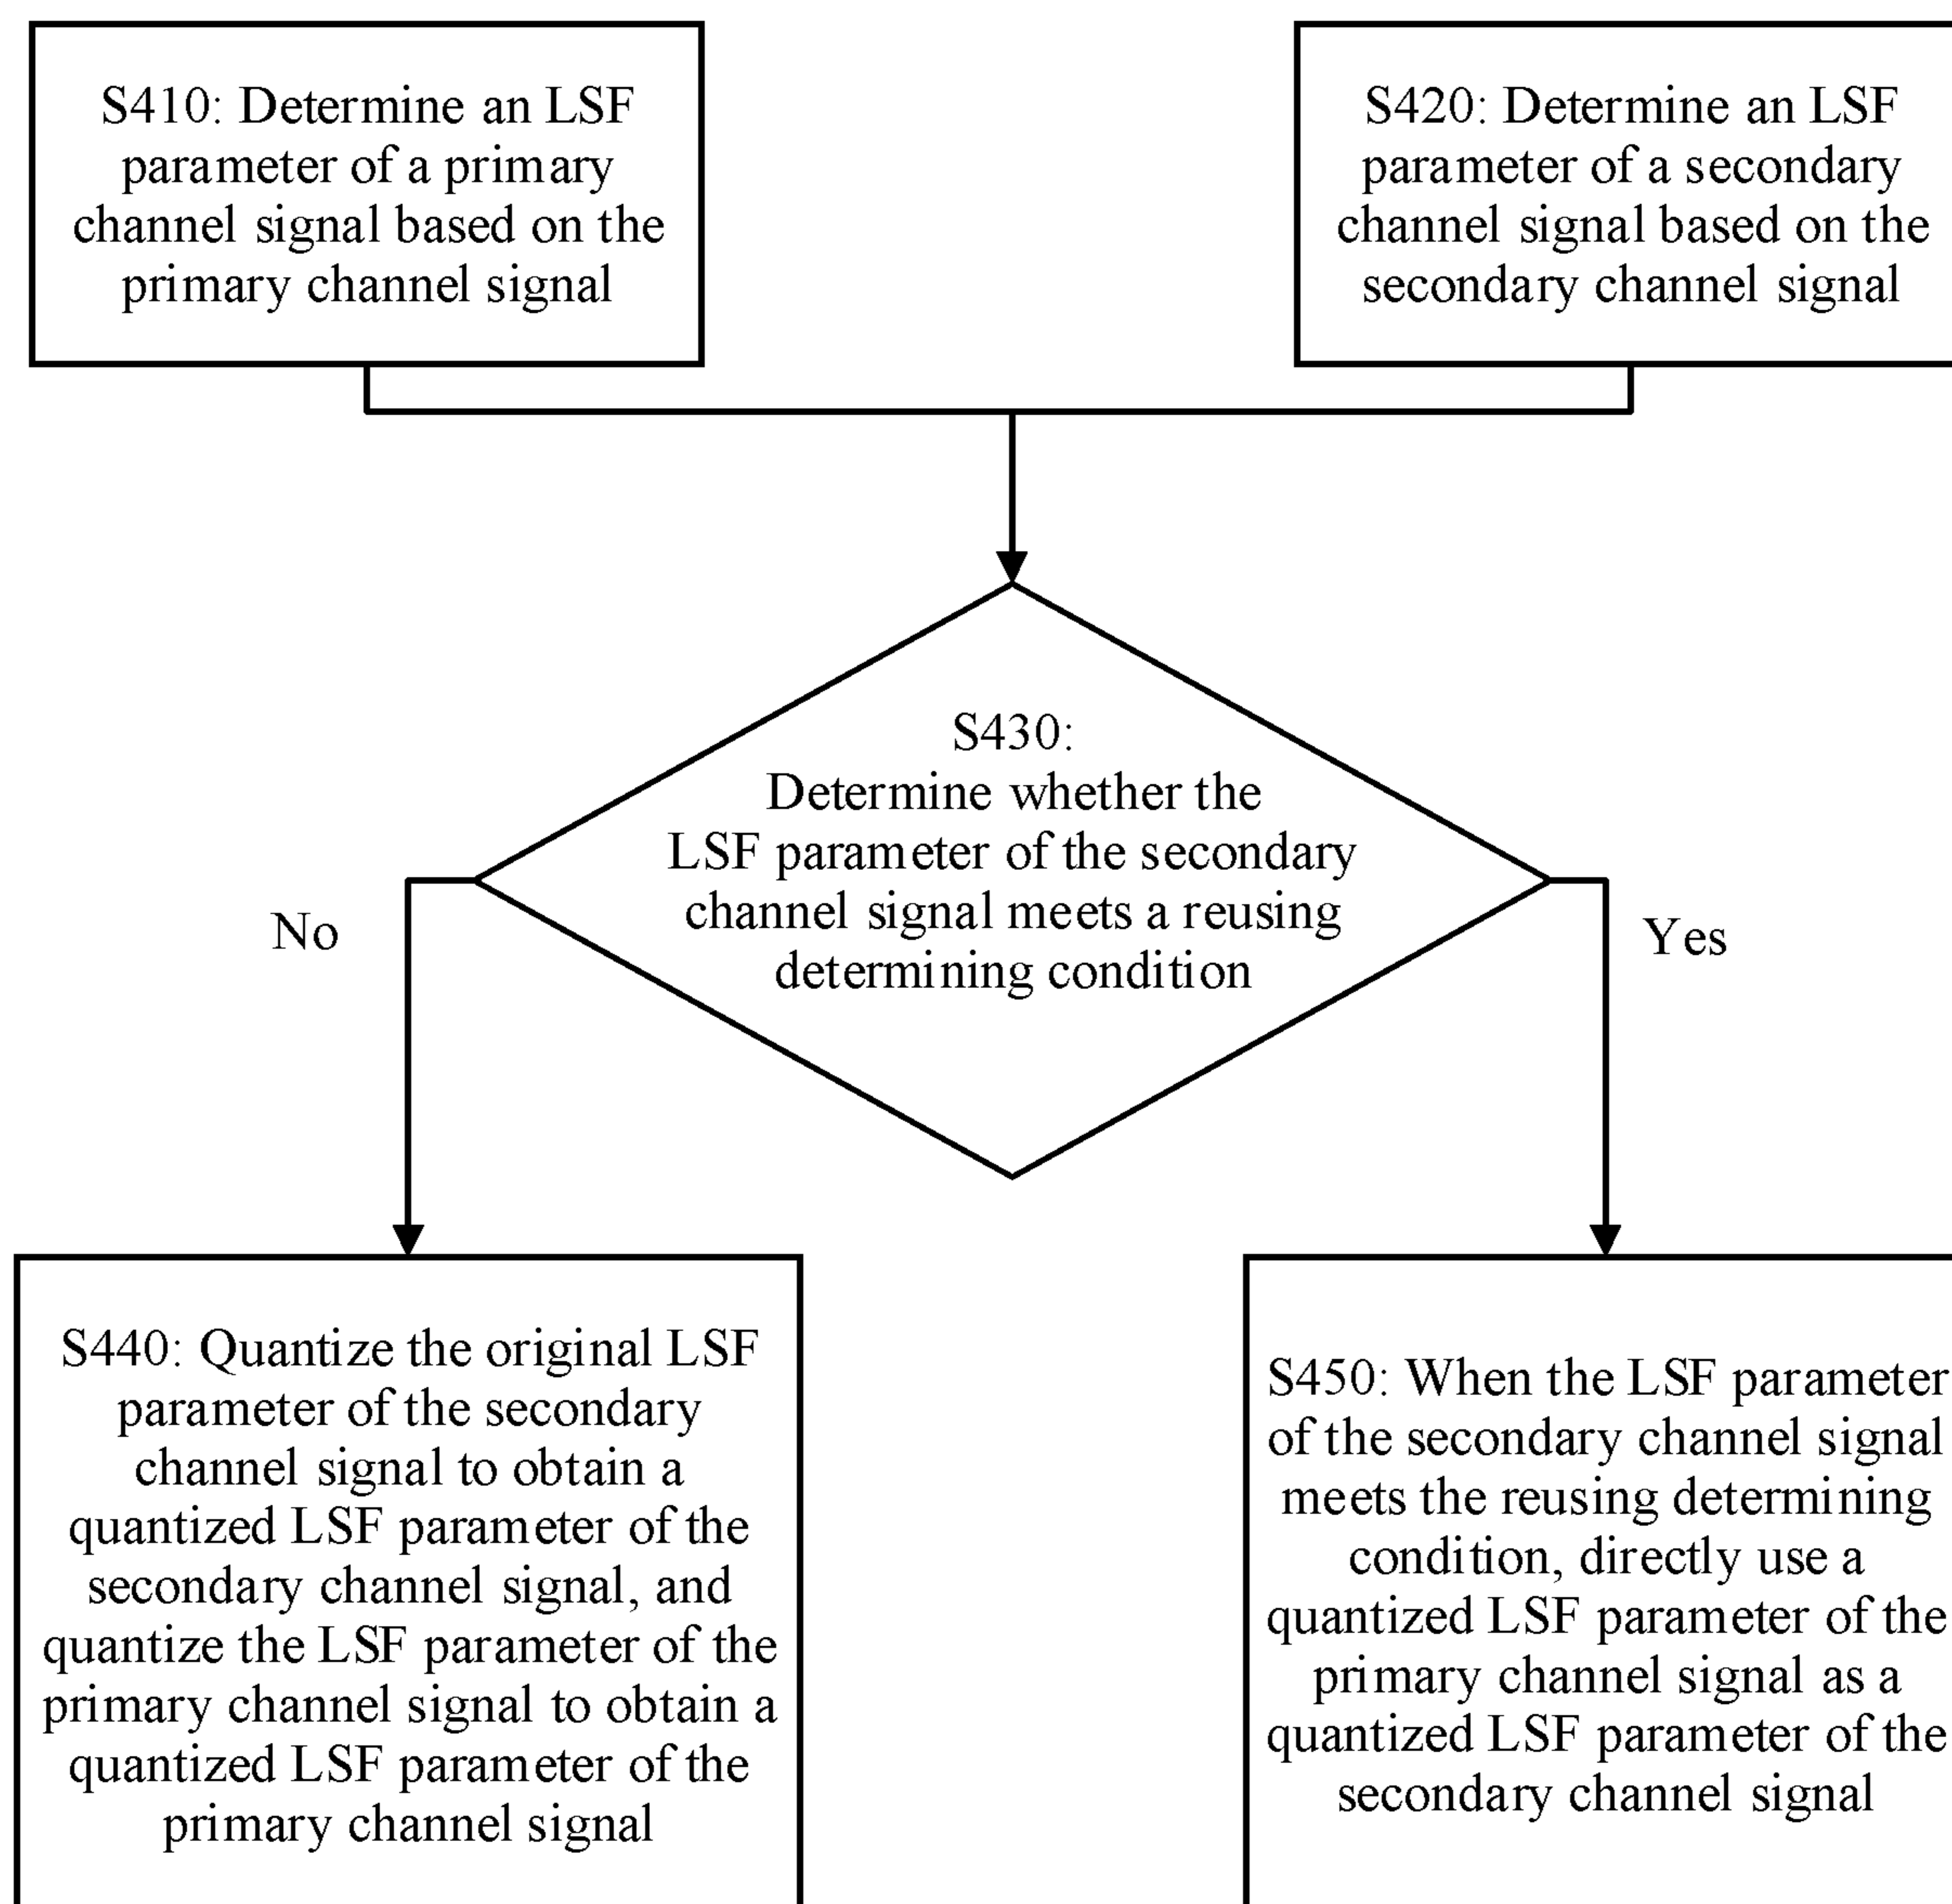 S410: Determine an LSF
parameter of a primary
channel signal based on the
primary channel signal
S420: Determine an LSF
parameter of a secondary
channel signal based on the
secondary channel signal
S430:
Determine whether the
LSF parameter of the secondary
channel signal meets a reusing
determining condition
No
Yes
S440: Quantize the original LSF
parameter of the secondary
channel signal to obtain a
quantized LSF parameter of the
secondary channel signal, and
quantize the LSF parameter of the
primary channel signal to obtain a
quantized LSF parameter of the
primary channel signal
S450: When the LSF parameter
of the secondary channel signal
meets the reusing determining
condition, directly use a
quantized LSF parameter of the
primary channel signal as a
quantized LSF parameter of the
secondary channel signal